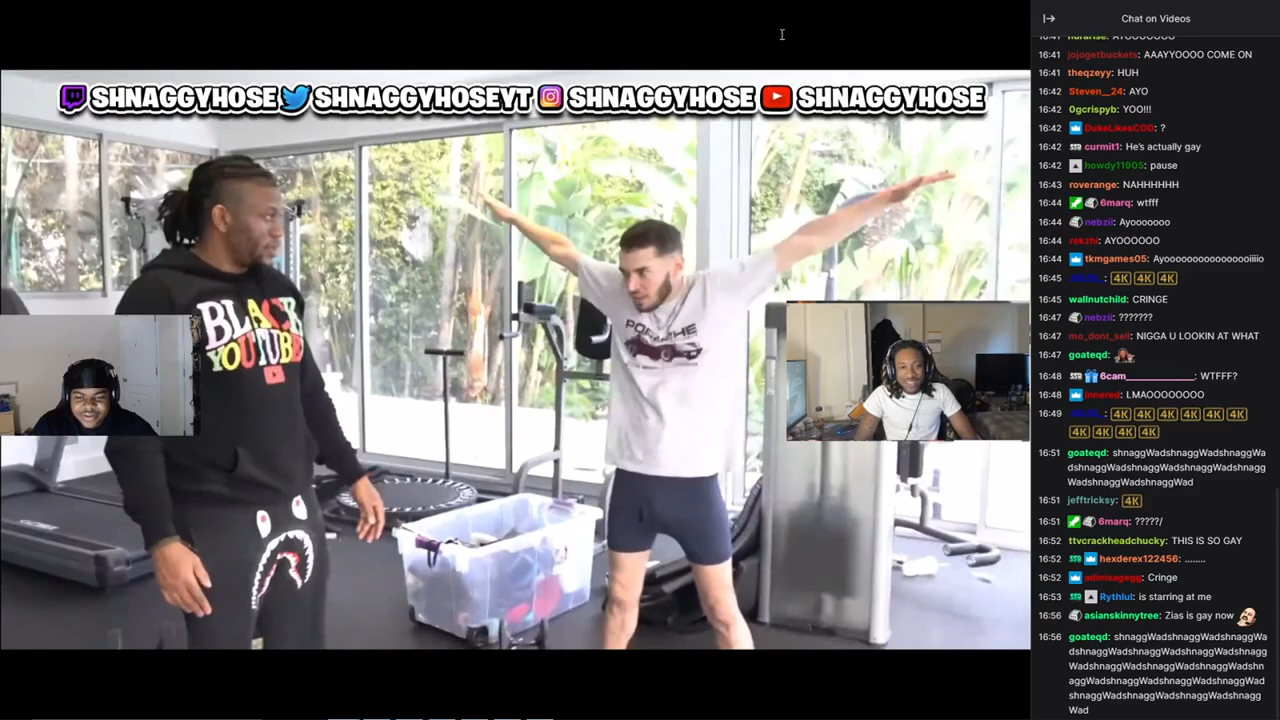 SHNAGGYHOSE SHNAGGYHOSEYT SHNAGGYHOSE SHNAGGYHOSE
BLACK
YOUTUBE
PORSCHE
Chat on Videos
16:41 jojogetbuckets: AAAYYOOOO COME ON
16:41 theqzeyy: HUH
16:42 Steven__24: AYO
16:42 0gcrispyb: YOO!!!
16:42 DukeLikesCOD: ?
16:42 curmit1: He's actually gay
16:42 howdy11905: pause
16:43 roverange: NAHHHHHH
16:44 6marq: wtfff
16:44 nebzii: Ayooooooo
16:44 rekzhi: AYOOOOOO
16:44 tkmgames05: Ayoooooooooooooooiiiio
16:45 : 4K 4K 4K
16:45 wallnutchild: CRINGE
16:47 nebzii: ???????
16:47 mo_dont_sell: NIGGA U LOOKIN AT WHAT
16:47 goateqd:
16:48 6cam____________: WTFFF?
16:48 innered: LMAOOOOOOOO
16:49 : 4K 4K 4K 4K 4K 4K
4K 4K 4K 4K
16:51 goateqd: shnaggWadshnaggWadshnaggWa
dshnaggWadshnaggWadshnaggWadshnagg
WadshnaggWadshnaggWad
16:51 jefftricksy: 4K
16:51 6marq: ?????/
16:52 ttvcrackheadchucky: THIS IS SO GAY
16:52 hexderex122456: ........
16:52 adinisagegg: Cringe
16:53 Rythlul: is starring at me
16:56 asianskinnytree: Zias is gay now
16:56 goateqd: shnaggWadshnaggWadshnaggWa
dshnaggWadshnaggWadshnaggWadshnagg
WadshnaggWadshnaggWadshnaggWadshn
aggWadshnaggWadshnaggWadshnaggWad
shnaggWadshnaggWadshnaggWadshnagg
Wad